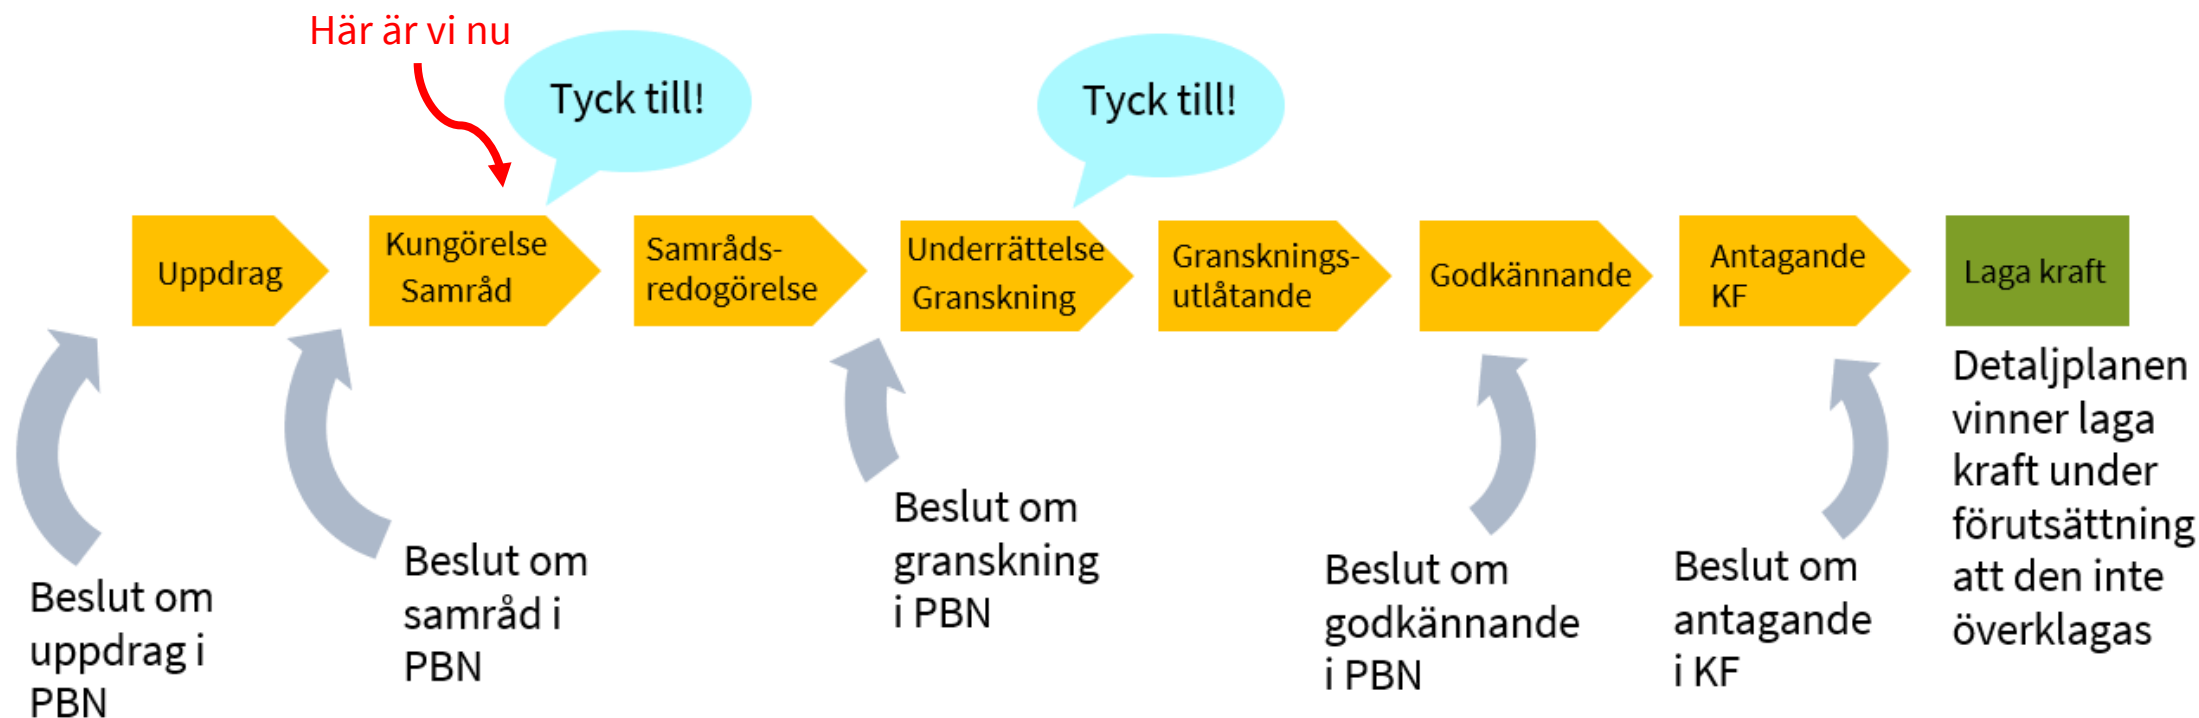 Här är vi nu
Tyck till!
Tyck till!
Uppdrag
Kungörelse
Samråd
Samråds-
redogörelse
Underrättelse
Granskning
Gransknings-
utlåtande
Godkännande
Antagande
KF
Laga kraft
Beslut om
uppdrag i
PBN
Beslut om
samråd i
PBN
Beslut om
granskning
i PBN
Beslut om
godkännande
i PBN
Beslut om
antagande
i KF
Detaljplanen
vinner laga
kraft under
förutsättning
att den inte
överklagas